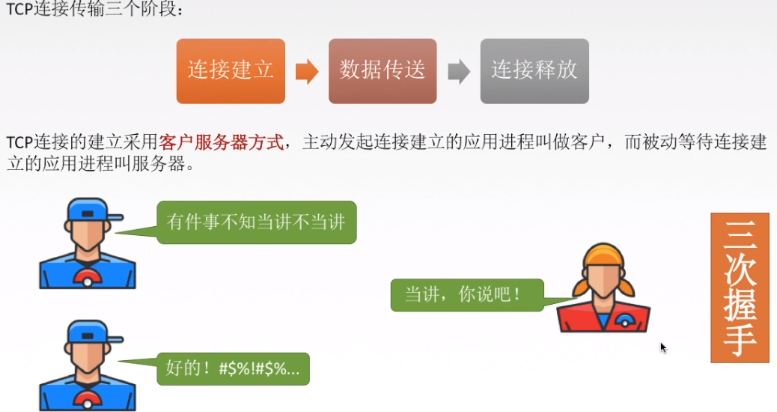 TCP连接传输三个阶段：
连接建立
数据传送
连接释放
TCP连接的建立采用客户服务器方式，主动发起连接建立的应用进程叫做客户，而被动等待连接建
立的应用进程叫服务器。
有件事不知当讲不当讲
当讲，你说吧！
好的！#$%!#$%...
三次握手